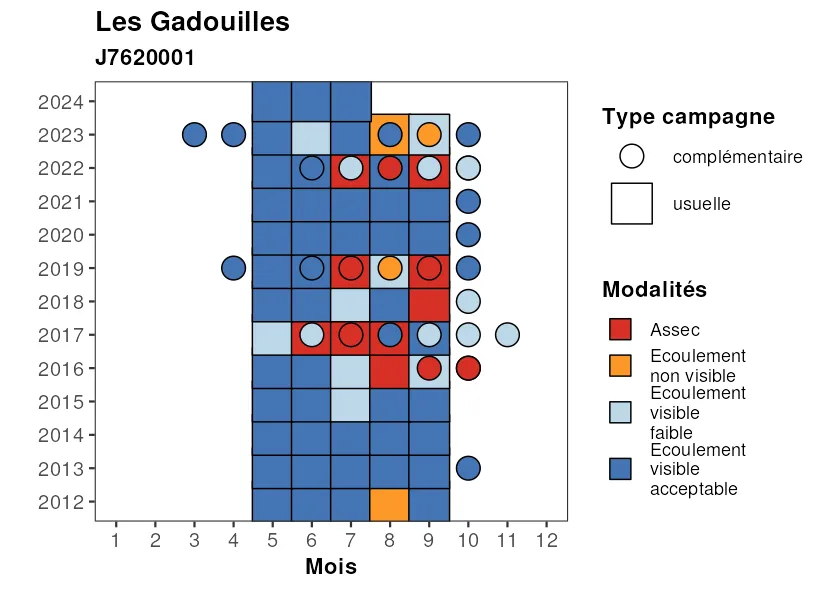 Les Gadouilles
J7620001
2024
2023
2022
2021
2020
2019
2018
2017
2016
2015
2014
2013
2012
1 2 3 4 5 6 7 8 9 10 11 12
Mois
Type campagne
complémentaire
usuelle
Modalités
Assec
Ecoulement
non visible
Ecoulement
visible
faible
Ecoulement
visible
acceptable